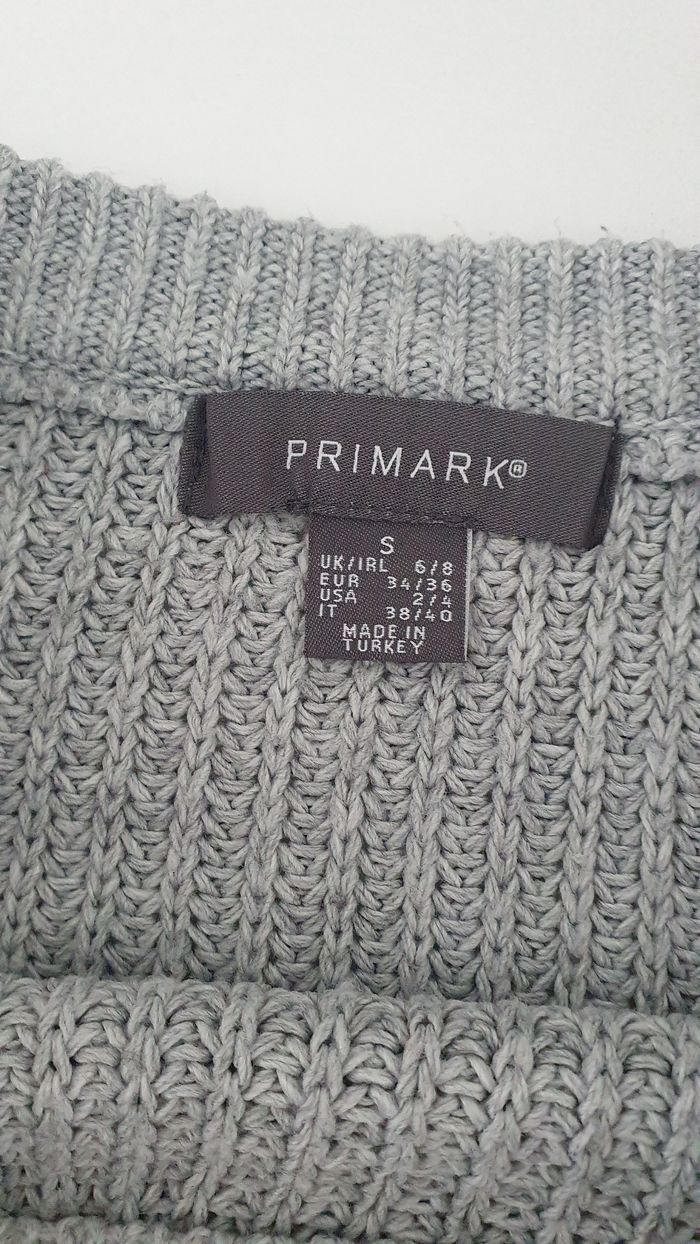 PRIMARK®
S
UK/IRL 6/8
EUR 34/36
USA 2/4
IT 38/40
MADE IN
TURKEY